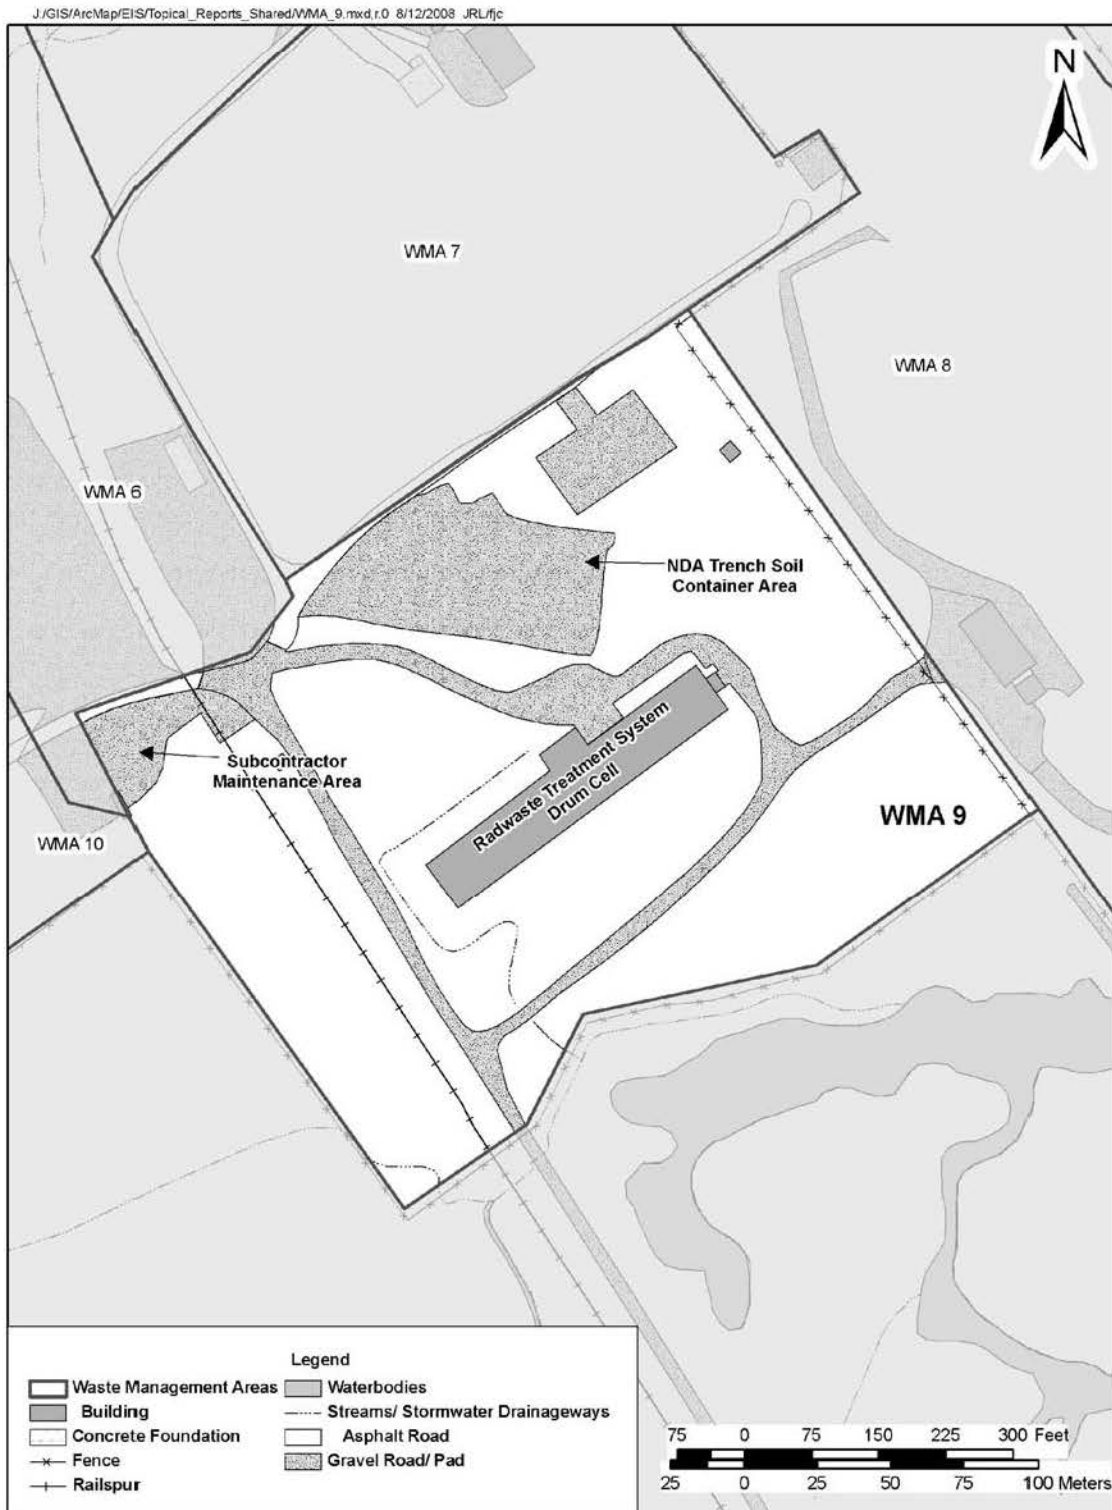 J:/GIS/ArcMap/EIS/Topical_Reports_Shared/WMA_9.mxd,r.0 8/12/2008 JRL/fjc
N
WMA 7
WMA 8
WMA 6
NDA Trench Soil
Container Area
Subcontractor
Maintenance Area
Radwaste Treatment System
Drum Cell
WMA 9
WMA 10
Legend
Waste Management Areas
Building
Concrete Foundation
Fence
Railspur
Waterbodies
Streams/ Stormwater Drainageways
Asphalt Road
Gravel Road/ Pad
75 0 75 150 225 300 Feet
25 0 25 50 75 100 Meters